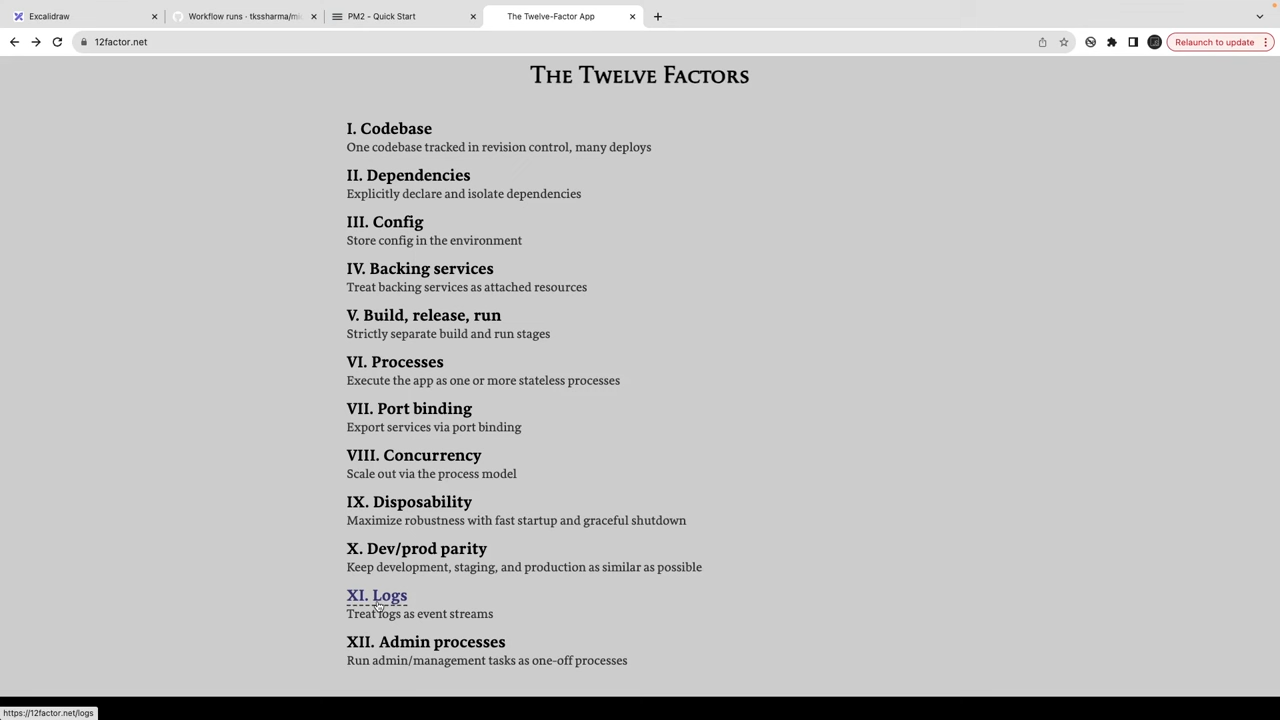 Excalidraw
Workflow runs · tkssharma/mic
PM2 - Quick Start
The Twelve-Factor App
12factor.net
Relaunch to update
The Twelve Factors
I. Codebase
One codebase tracked in revision control, many deploys
II. Dependencies
Explicitly declare and isolate dependencies
III. Config
Store config in the environment
IV. Backing services
Treat backing services as attached resources
V. Build, release, run
Strictly separate build and run stages
VI. Processes
Execute the app as one or more stateless processes
VII. Port binding
Export services via port binding
VIII. Concurrency
Scale out via the process model
IX. Disposability
Maximize robustness with fast startup and graceful shutdown
X. Dev/prod parity
Keep development, staging, and production as similar as possible
XI. Logs
Treat logs as event streams
XII. Admin processes
Run admin/management tasks as one-off processes
https://12factor.net/logs